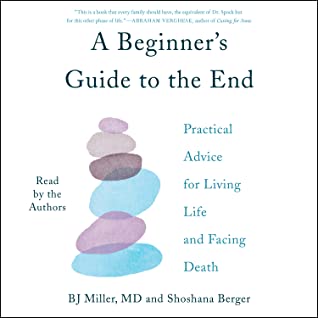 "This is a book that every family should have, the equivalent of Dr. Spock but
for this other phase of life." —ABRAHAM VERGHESE, author of Cutting for Stone
A Beginner's
Guide to the End
Practical
Advice
for Living
Life
and Facing
Death
Read
by the
Authors
BJ Miller, MD and Shoshana Berger